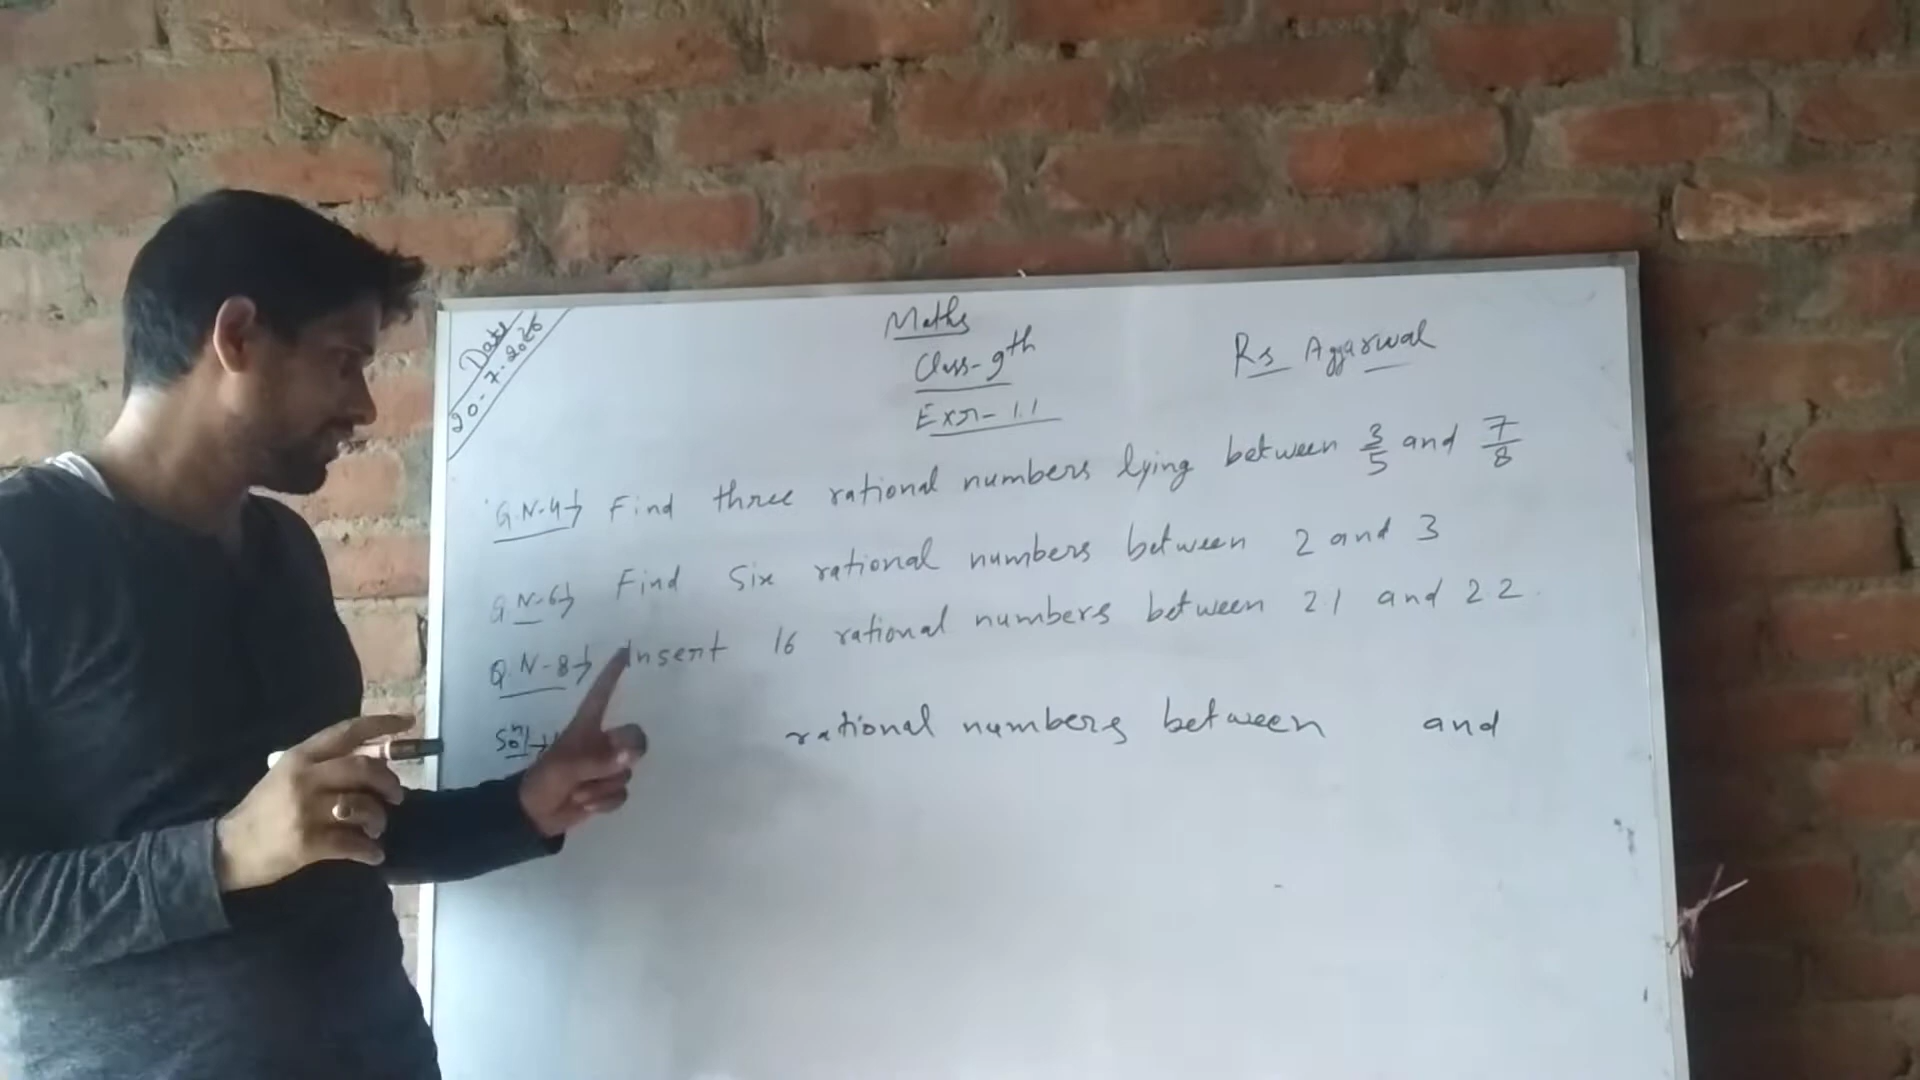 Date
20-7-2020
Maths
Class-9th
Exr-1.1
Rs Aggarwal
Q.N-4→ Find three rational numbers lying between 3/5 and 7/8
Q.N-6→ Find Six rational numbers between 2 and 3
Q.N-8→ Insert 16 rational numbers between 2.1 and 2.2.
Soln→ rational numbers between and